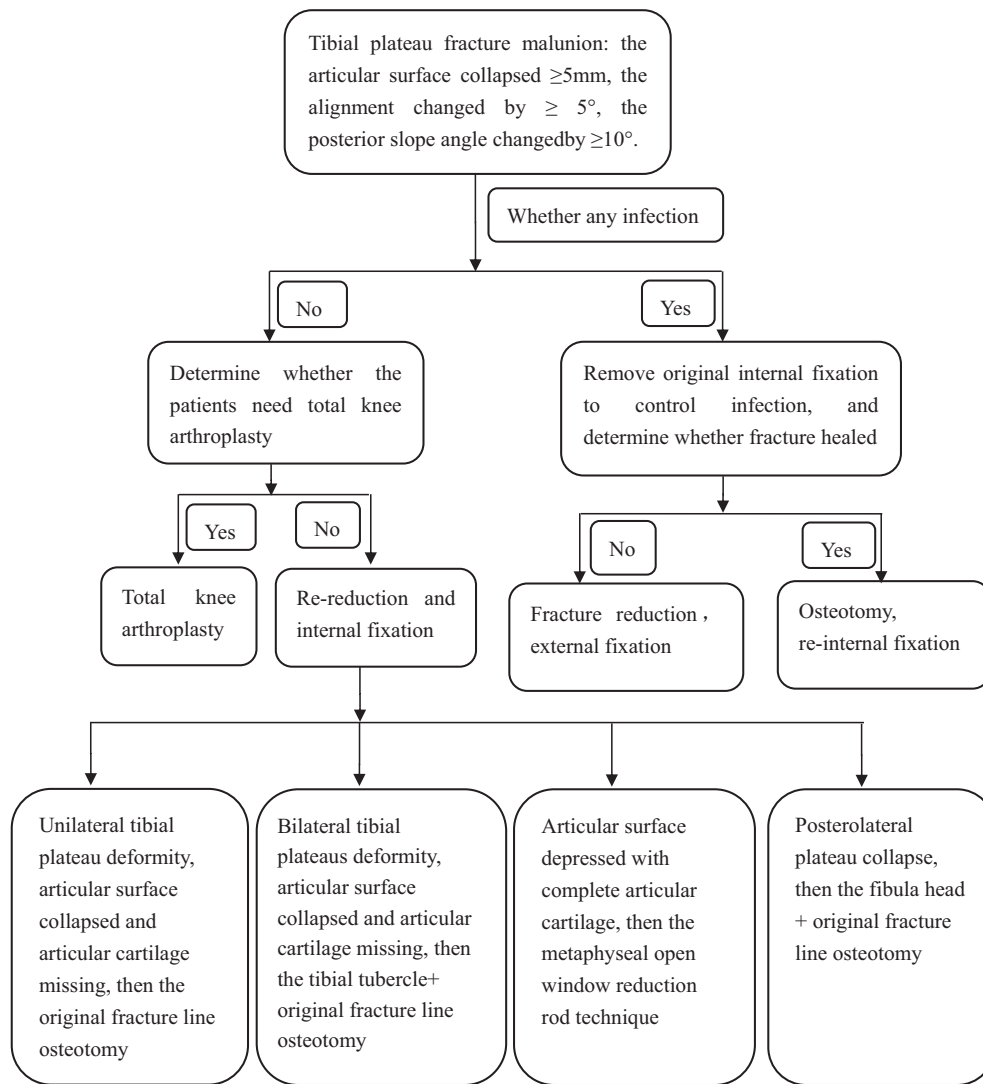 Tibial plateau fracture malunion: the
articular surface collapsed ≥5mm, the
alignment changed by ≥ 5°, the
posterior slope angle changedby ≥10°.
Whether any infection
No
Yes
Determine whether the
patients need total knee
arthroplasty
Remove original internal fixation
to control infection, and
determine whether fracture healed
Yes
No
No
Yes
Total knee
arthroplasty
Re-reduction and
internal fixation
Fracture reduction，
external fixation
Osteotomy,
re-internal fixation
Unilateral tibial
plateau deformity,
articular surface
collapsed and
articular cartilage
missing, then the
original fracture line
osteotomy
Bilateral tibial
plateaus deformity,
articular surface
collapsed and articular
cartilage missing, then
the tibial tubercle+
original fracture line
osteotomy
Articular surface
depressed with
complete articular
cartilage, then the
metaphyseal open
window reduction
rod technique
Posterolateral
plateau collapse,
then the fibula head
+ original fracture
line osteotomy